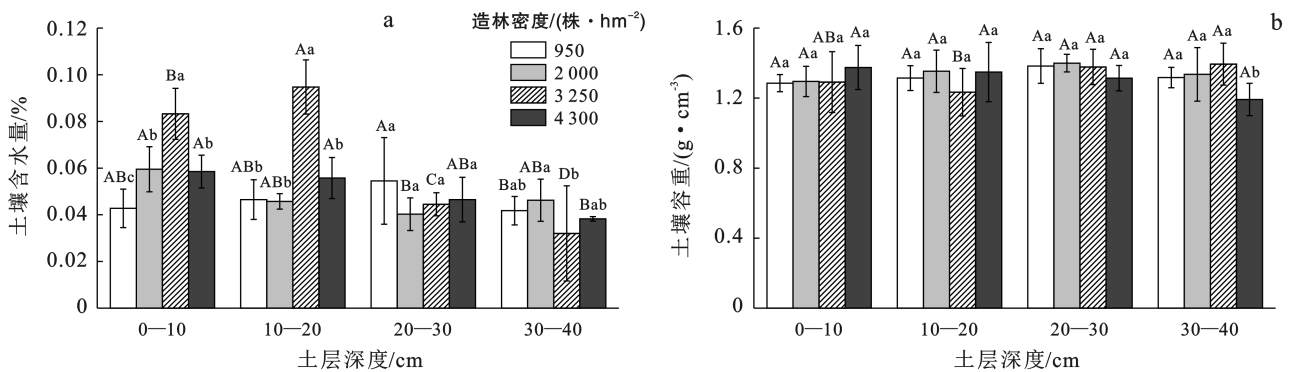 a
造林密度/(株·hm⁻²)
950
2 000
3 250
4 300
土壤含水量/%
0.12
0.10
0.08
0.06
0.04
0.02
0
ABc Ab Ba Ab
ABb ABb Aa Ab
Aa Ba Ca ABa
Bab ABa Db Bab
0—10 10—20 20—30 30—40
土层深度/cm
b
土壤容重/(g·cm⁻³)
1.6
1.2
0.8
0.4
0
Aa Aa ABa Aa
Aa Aa Ba Aa
Aa Aa Aa Aa
Aa Aa Aa Ab
0—10 10—20 20—30 30—40
土层深度/cm